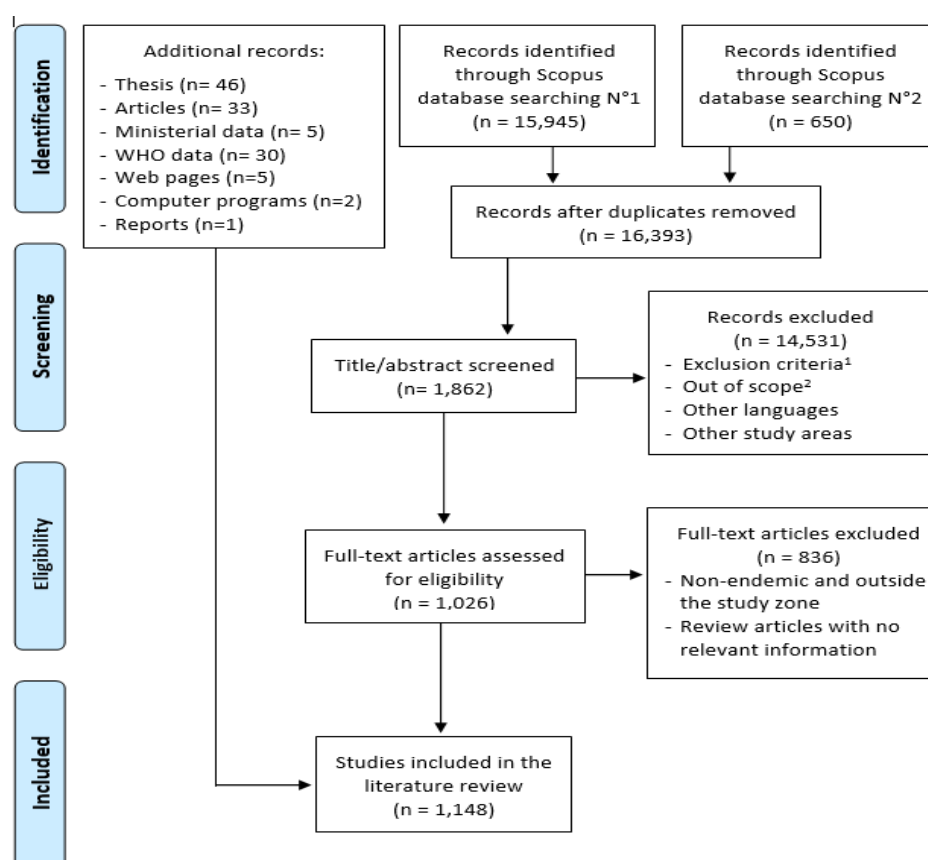 Identification
Additional records:
- Thesis (n= 46)
- Articles (n= 33)
- Ministerial data (n= 5)
- WHO data (n= 30)
- Web pages (n=5)
- Computer programs (n=2)
- Reports (n=1)
Records identified
through Scopus
database searching N°1
(n = 15,945)
Records identified
through Scopus
database searching N°2
(n = 650)
Records after duplicates removed
(n = 16,393)
Screening
Title/abstract screened
(n= 1,862)
Records excluded
(n = 14,531)
- Exclusion criteria¹
- Out of scope²
- Other languages
- Other study areas
Eligibility
Full-text articles assessed
for eligibility
(n = 1,026)
Full-text articles excluded
(n = 836)
- Non-endemic and outside
the study zone
- Review articles with no
relevant information
Included
Studies included in the
literature review
(n = 1,148)